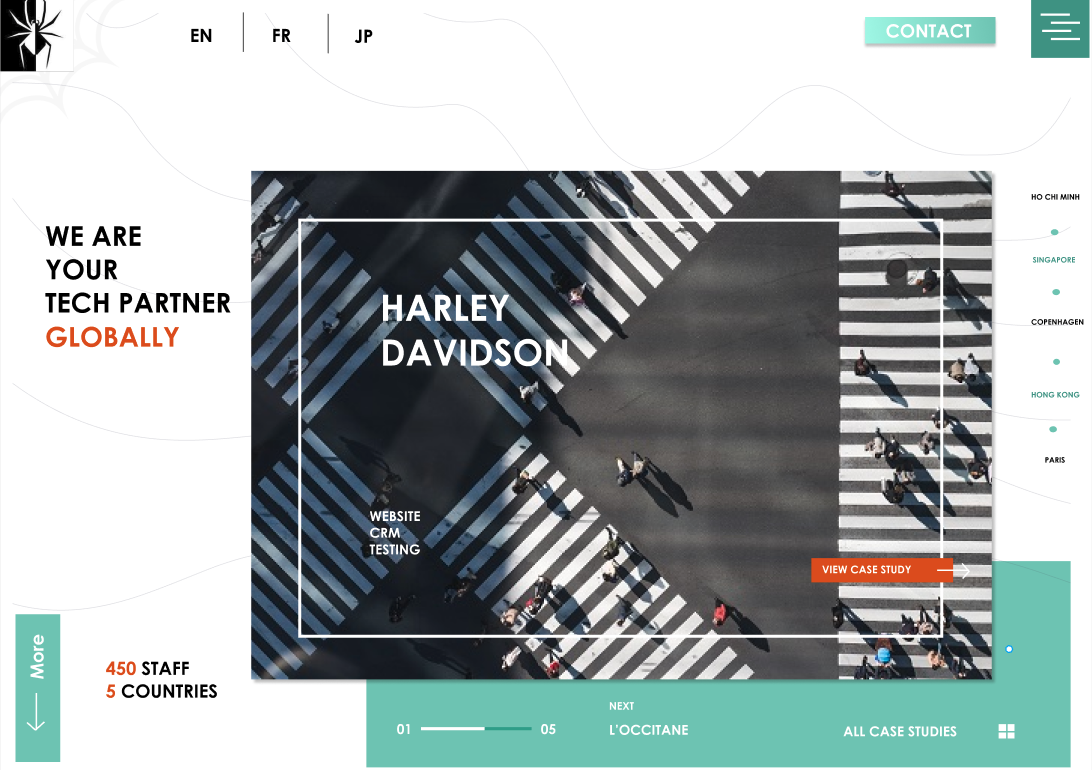 EN
FR
JP
CONTACT
WE ARE
YOUR
TECH PARTNER
GLOBALLY
HARLEY
DAVIDSON
WEBSITE
CRM
TESTING
VIEW CASE STUDY
HO CHI MINH
SINGAPORE
COPENHAGEN
HONG KONG
PARIS
More
450 STAFF
5 COUNTRIES
01
05
NEXT
L'OCCITANE
ALL CASE STUDIES